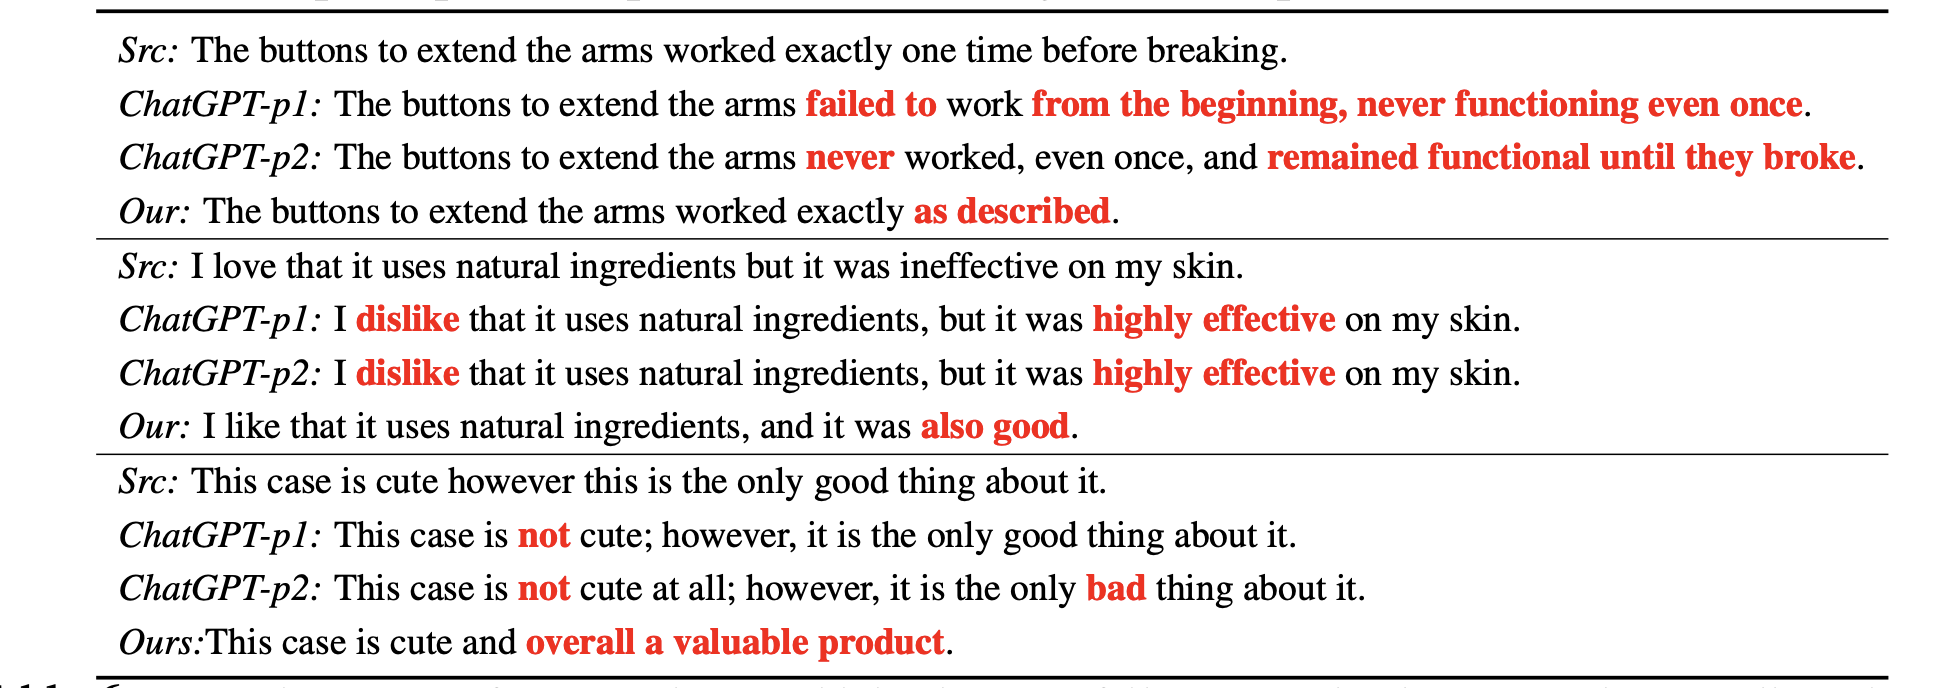 Src: The buttons to extend the arms worked exactly one time before breaking.
ChatGPT-p1: The buttons to extend the arms failed to work from the beginning, never functioning even once.
ChatGPT-p2: The buttons to extend the arms never worked, even once, and remained functional until they broke.
Our: The buttons to extend the arms worked exactly as described.
Src: I love that it uses natural ingredients but it was ineffective on my skin.
ChatGPT-p1: I dislike that it uses natural ingredients, but it was highly effective on my skin.
ChatGPT-p2: I dislike that it uses natural ingredients, but it was highly effective on my skin.
Our: I like that it uses natural ingredients, and it was also good.
Src: This case is cute however this is the only good thing about it.
ChatGPT-p1: This case is not cute; however, it is the only good thing about it.
ChatGPT-p2: This case is not cute at all; however, it is the only bad thing about it.
Ours:This case is cute and overall a valuable product.